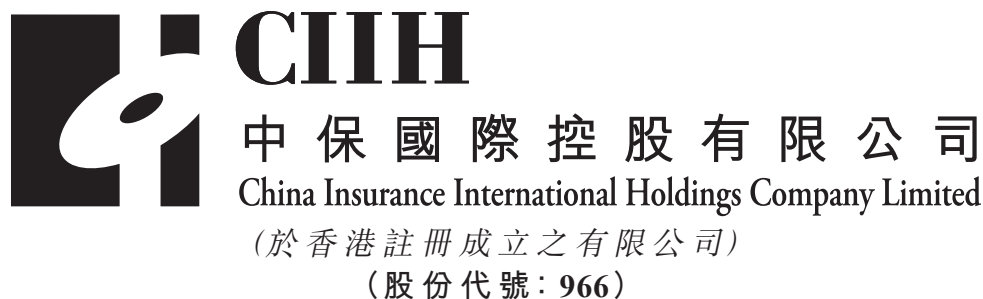 CIIH
中保國際控股有限公司
China Insurance International Holdings Company Limited
(於香港註冊成立之有限公司)
(股份代號：966)